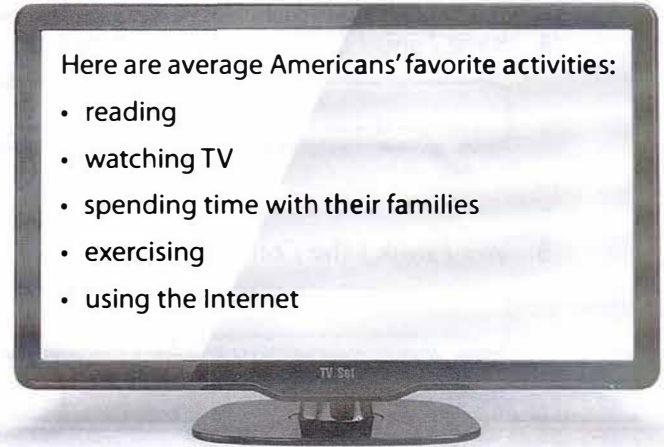 Here are average Americans' favorite activities:
• reading
• watching TV
• spending time with their families
• exercising
• using the Internet
TV Set